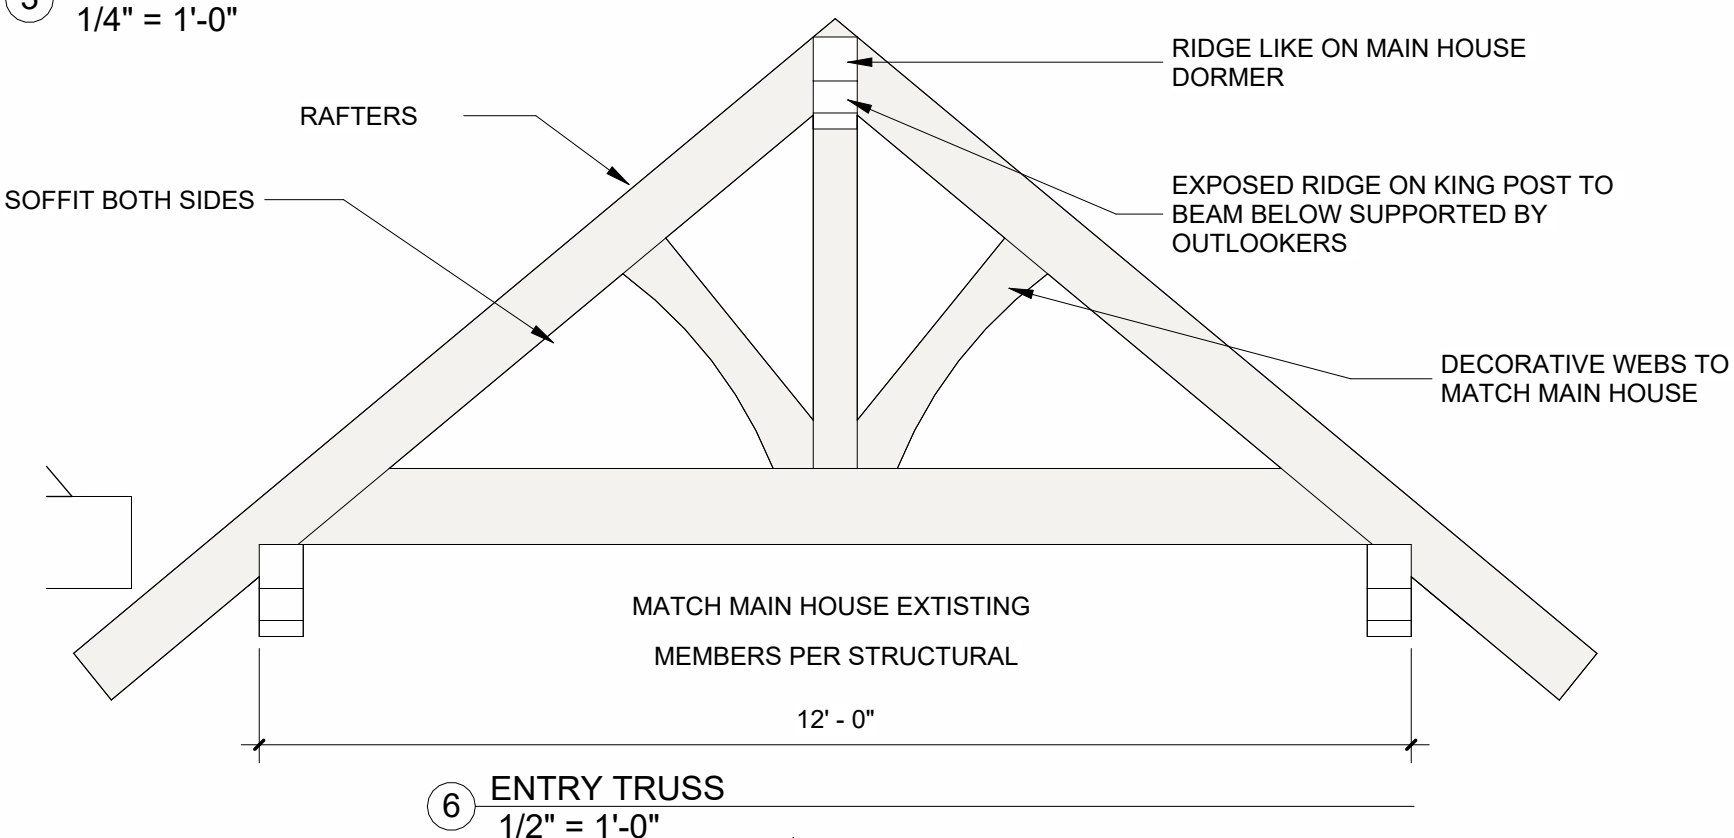 1/4" = 1'-0"
RIDGE LIKE ON MAIN HOUSE
DORMER
RAFTERS
SOFFIT BOTH SIDES
EXPOSED RIDGE ON KING POST TO
BEAM BELOW SUPPORTED BY
OUTLOOKERS
DECORATIVE WEBS TO
MATCH MAIN HOUSE
MATCH MAIN HOUSE EXTISTING
MEMBERS PER STRUCTURAL
12' - 0"
6 ENTRY TRUSS
1/2" = 1'-0"